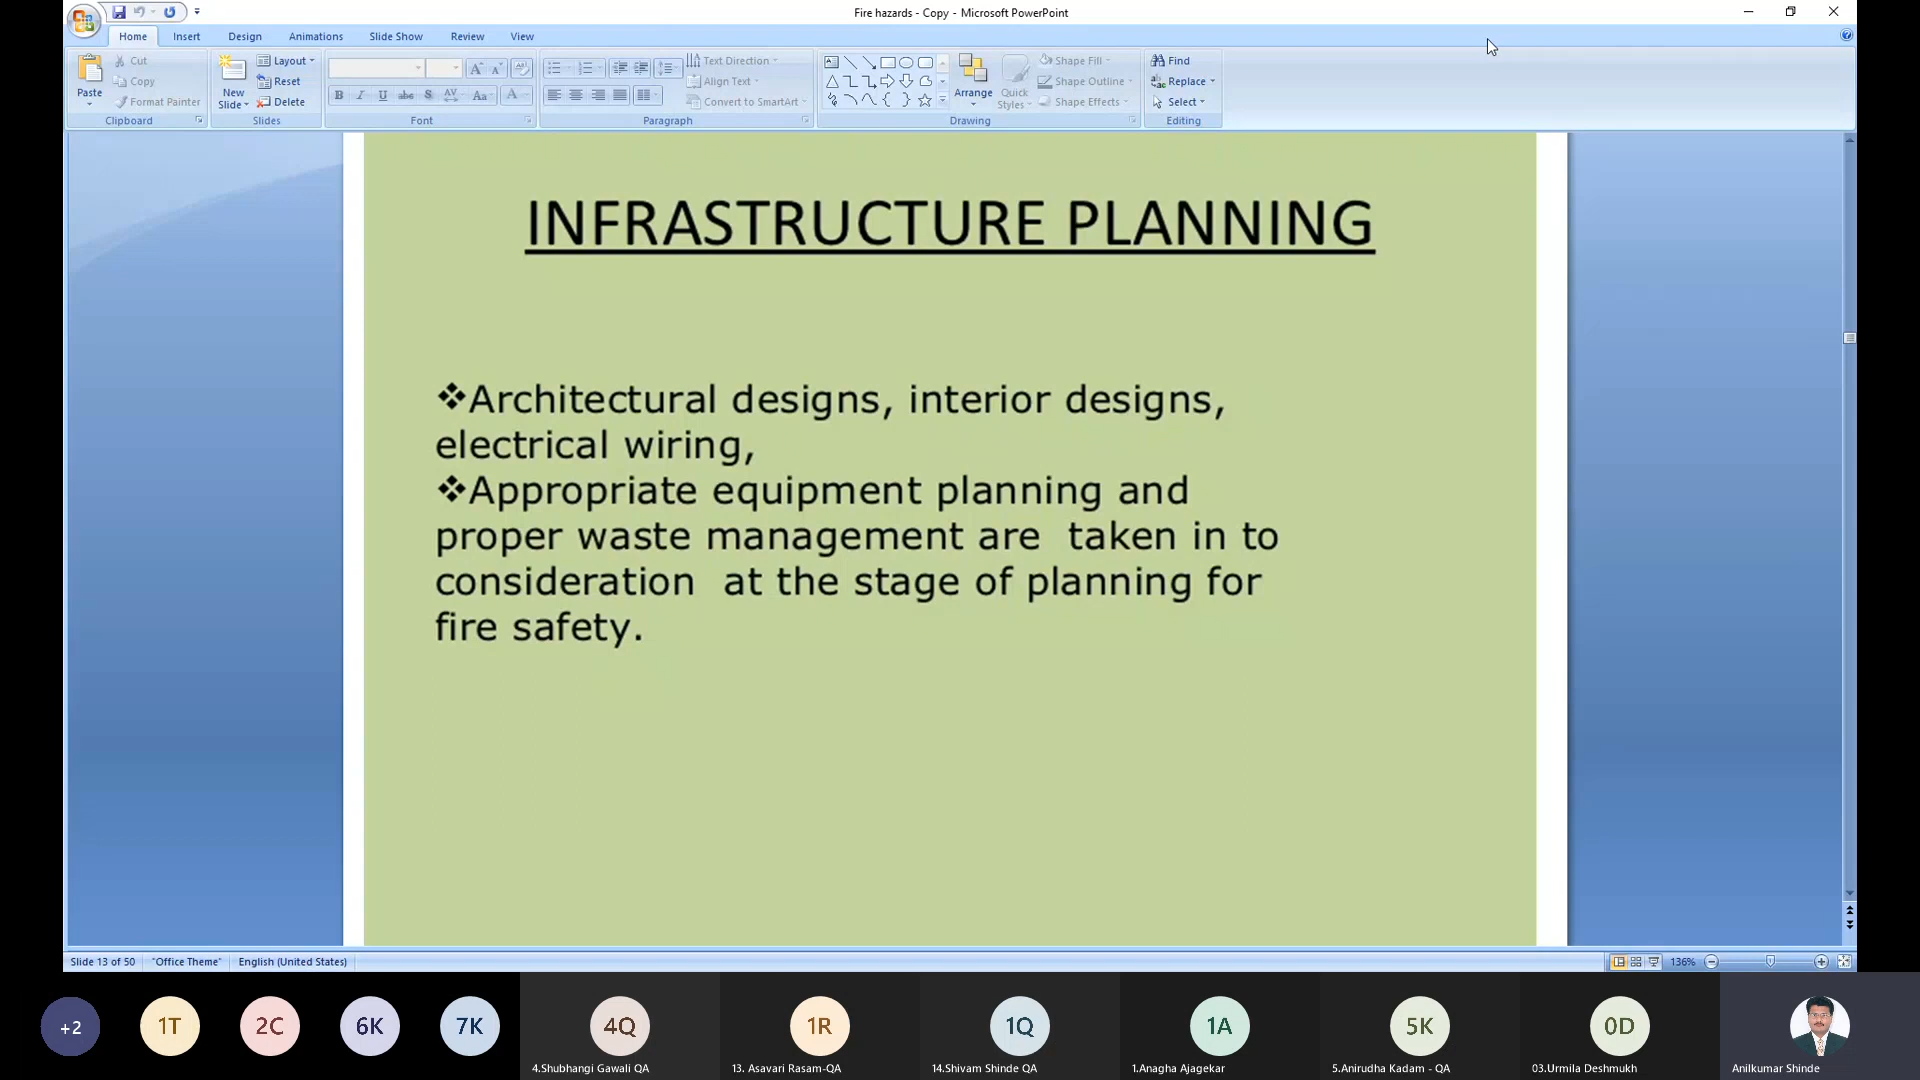 Fire hazards - Copy - Microsoft PowerPoint
Home Insert Design Animations Slide Show Review View
Paste
Cut
Copy
Format Painter
Clipboard
New
Slide
Layout
Reset
Delete
Slides
B I U abc S AV Aa A
Font
Text Direction
Align Text
Convert to SmartArt
Paragraph
Arrange
Quick
Styles
Shape Fill
Shape Outline
Shape Effects
Drawing
Find
Replace
Select
Editing
INFRASTRUCTURE PLANNING
❖Architectural designs, interior designs,
electrical wiring,
❖Appropriate equipment planning and
proper waste management are  taken in to
consideration  at the stage of planning for
fire safety.
Slide 13 of 50 "Office Theme" English (United States) 136%
+2 1T 2C 6K 7K 4Q 1R 1Q 1A 5K 0D
4.Shubhangi Gawali QA 13. Asavari Rasam-QA 14.Shivam Shinde QA 1.Anagha Ajagekar 5.Anirudha Kadam - QA 03.Urmila Deshmukh Anilkumar Shinde